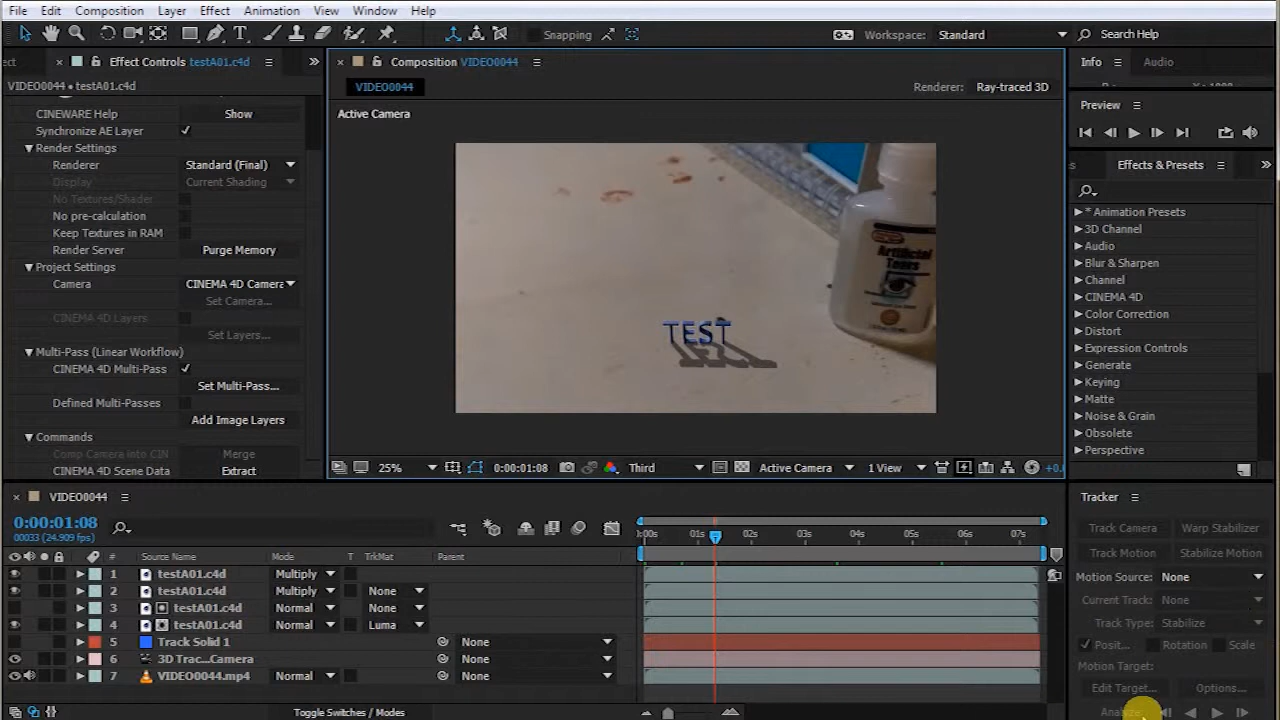 File Edit Composition Layer Effect Animation View Window Help
Snapping Workspace: Standard Search Help
Effect Controls testA01.c4d
VIDEO0044 • testA01.c4d
CINEWARE Help Show
Synchronize AE Layer
Render Settings
Renderer Standard (Final)
Display Current Shading
No Textures/Shader
No pre-calculation
Keep Textures in RAM
Render Server Purge Memory
Project Settings
Camera CINEMA 4D Camera
Set Camera...
CINEMA 4D Layers
Set Layers...
Multi-Pass (Linear Workflow)
CINEMA 4D Multi-Pass
Set Multi-Pass...
Defined Multi-Passes
Add Image Layers
Commands
Comp Camera into CIN Merge
CINEMA 4D Scene Data Extract
Composition VIDEO0044
VIDEO0044 Renderer: Ray-traced 3D
Active Camera
Artificial
Tears
TEST
25% 0:00:01:08 Third Active Camera 1 View +0.
Info Audio
Preview
Effects & Presets
* Animation Presets
3D Channel
Audio
Blur & Sharpen
Channel
CINEMA 4D
Color Correction
Distort
Expression Controls
Generate
Keying
Matte
Noise & Grain
Obsolete
Perspective
VIDEO0044
0:00:01:08
00033 (24.909 fps)
:00s 01s 02s 03s 04s 05s 06s 07s
# Source Name Mode T TrkMat Parent
1 testA01.c4d Multiply
2 testA01.c4d Multiply None
3 testA01.c4d Normal None
4 testA01.c4d Normal Luma
5 Track Solid 1 None
6 3D Trac...Camera None
7 VIDEO0044.mp4 Normal None
Toggle Switches / Modes
Tracker
Track Camera Warp Stabilizer
Track Motion Stabilize Motion
Motion Source: None
Current Track: None
Track Type: Stabilize
Posit... Rotation Scale
Motion Target:
Edit Target... Options...